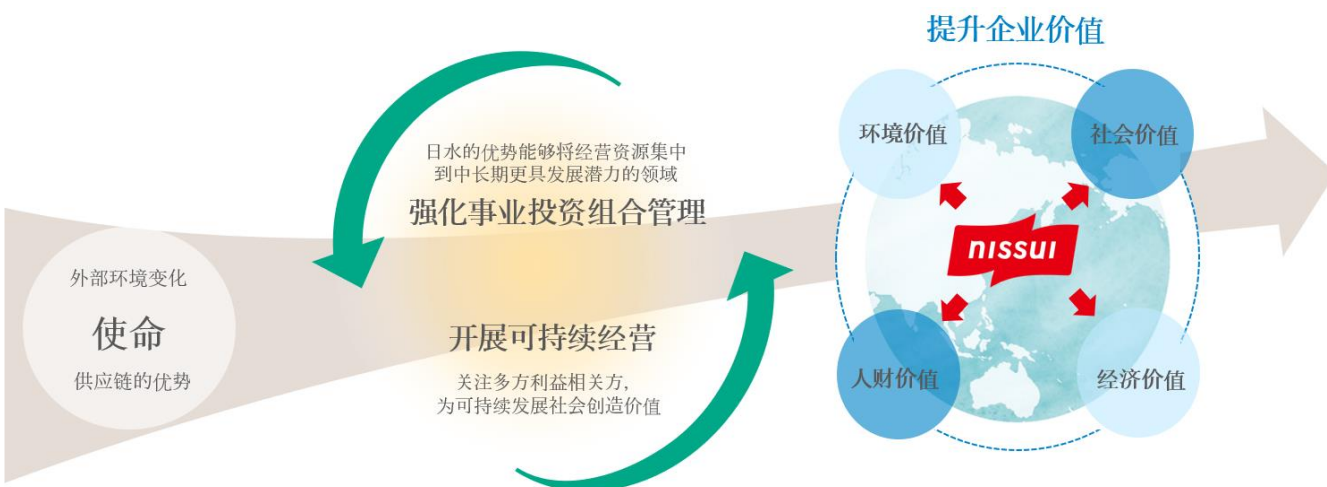 外部环境变化
使命
供应链的优势
日水的优势能够将经营资源集中
到中长期更具发展潜力的领域
强化事业投资组合管理
开展可持续经营
关注多方利益相关方，
为可持续发展社会创造价值
提升企业价值
环境价值
社会价值
nissui
人财价值
经济价值